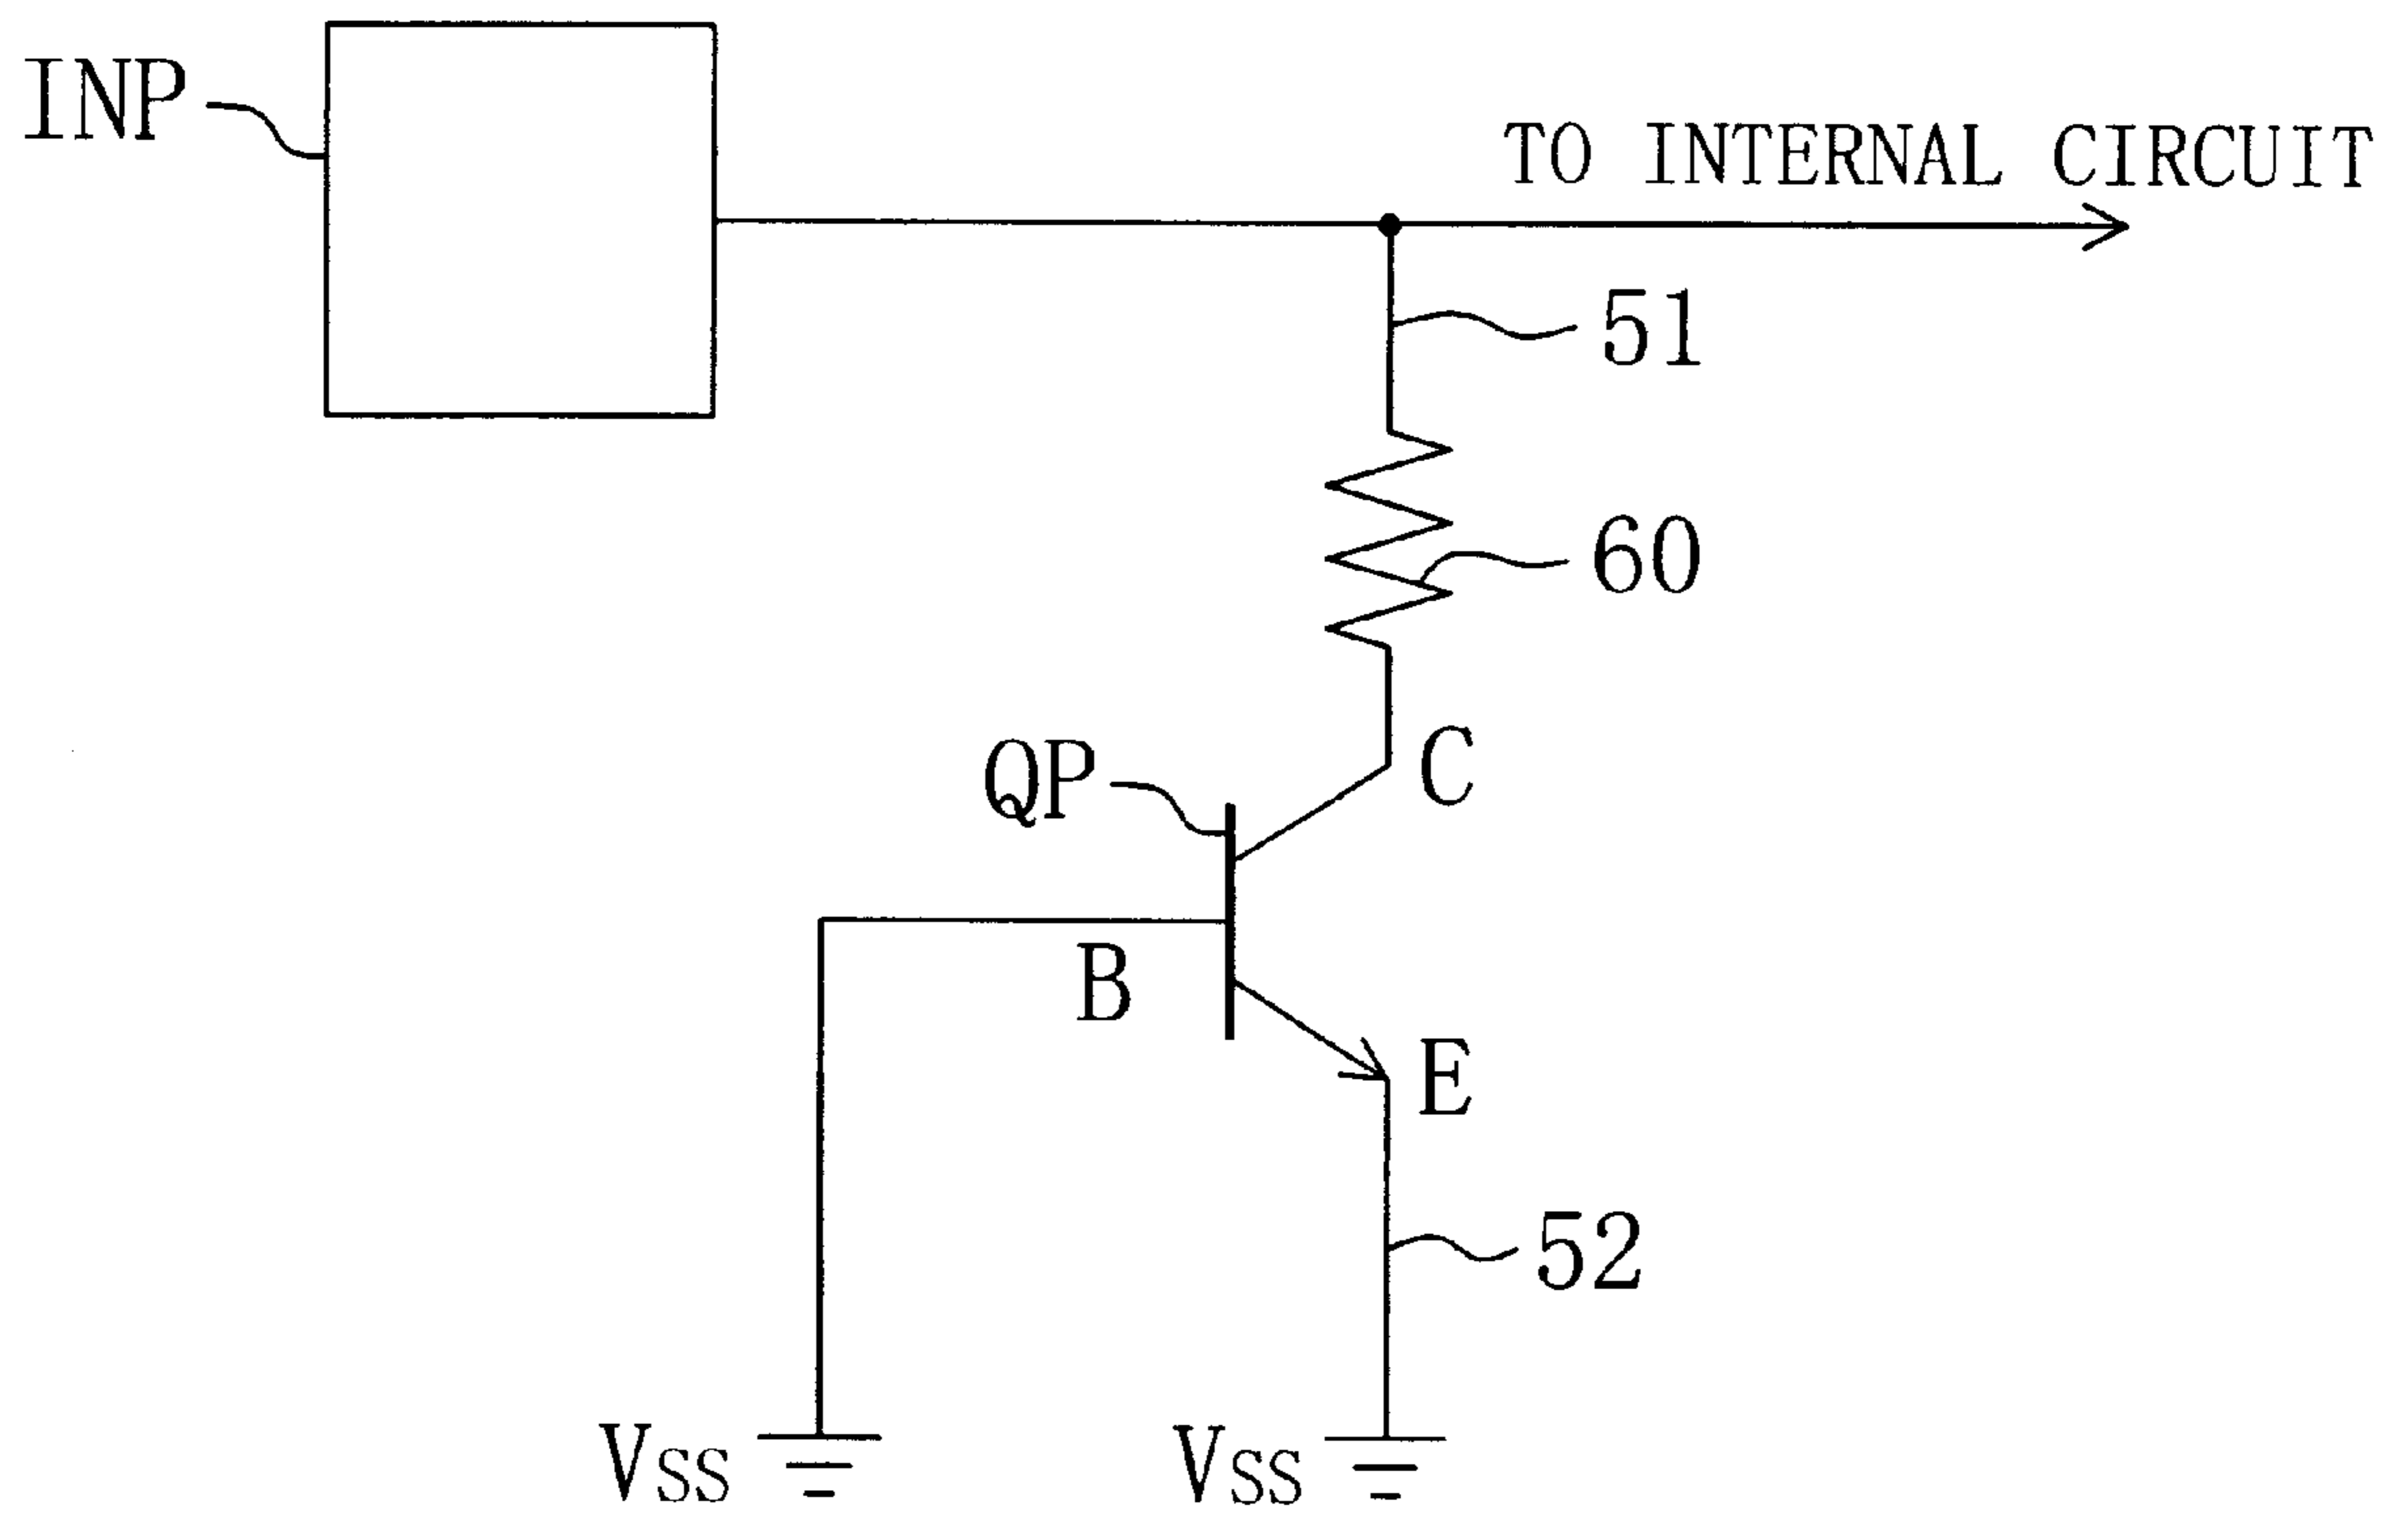 INP
TO INTERNAL CIRCUIT
51
60
QP
C
B
E
52
VSS
VSS